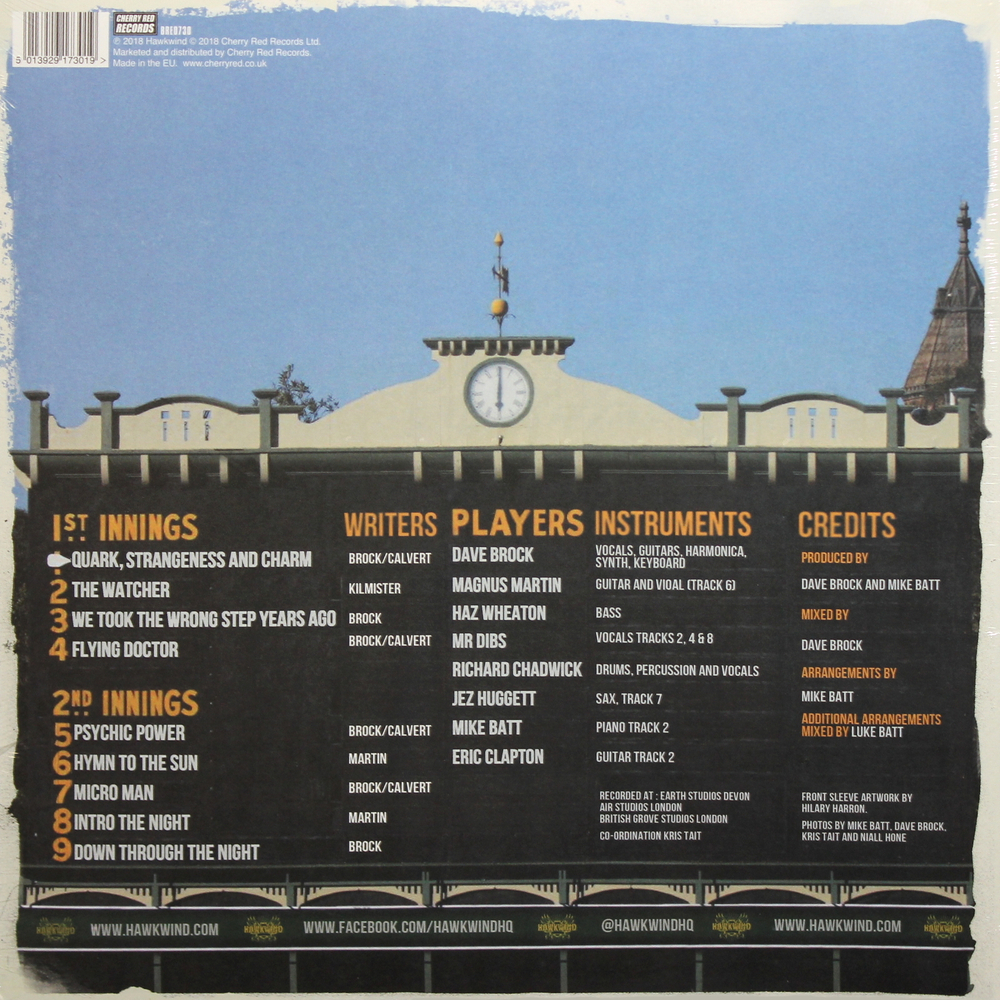 CHERRY RED
RECORDS BRED730
℗ 2018 Hawkwind © 2018 Cherry Red Records Ltd.
Marketed and distributed by Cherry Red Records.
Made in the EU. www.cherryred.co.uk
5 013929 173019 >
1ST INNINGS
QUARK, STRANGENESS AND CHARM
2 THE WATCHER
3 WE TOOK THE WRONG STEP YEARS AGO
4 FLYING DOCTOR
2ND INNINGS
5 PSYCHIC POWER
6 HYMN TO THE SUN
7 MICRO MAN
8 INTRO THE NIGHT
9 DOWN THROUGH THE NIGHT
WRITERS
BROCK/CALVERT
KILMISTER
BROCK
BROCK/CALVERT
BROCK/CALVERT
MARTIN
BROCK/CALVERT
MARTIN
BROCK
PLAYERS
DAVE BROCK
MAGNUS MARTIN
HAZ WHEATON
MR DIBS
RICHARD CHADWICK
JEZ HUGGETT
MIKE BATT
ERIC CLAPTON
INSTRUMENTS
VOCALS, GUITARS, HARMONICA,
SYNTH, KEYBOARD
GUITAR AND VIOAL (TRACK 6)
BASS
VOCALS TRACKS 2, 4 & 8
DRUMS, PERCUSSION AND VOCALS
SAX, TRACK 7
PIANO TRACK 2
GUITAR TRACK 2
RECORDED AT : EARTH STUDIOS DEVON
AIR STUDIOS LONDON
BRITISH GROVE STUDIOS LONDON
CO-ORDINATION KRIS TAIT
CREDITS
PRODUCED BY
DAVE BROCK AND MIKE BATT
MIXED BY
DAVE BROCK
ARRANGEMENTS BY
MIKE BATT
ADDITIONAL ARRANGEMENTS
MIXED BY LUKE BATT
FRONT SLEEVE ARTWORK BY
HILARY HARRON.
PHOTOS BY MIKE BATT, DAVE BROCK,
KRIS TAIT AND NIALL HONE
HAWKWIND WWW.HAWKWIND.COM HAWKWIND WWW.FACEBOOK.COM/HAWKWINDHQ HAWKWIND @HAWKWINDHQ HAWKWIND WWW.HAWKWIND.COM HAWKWIND